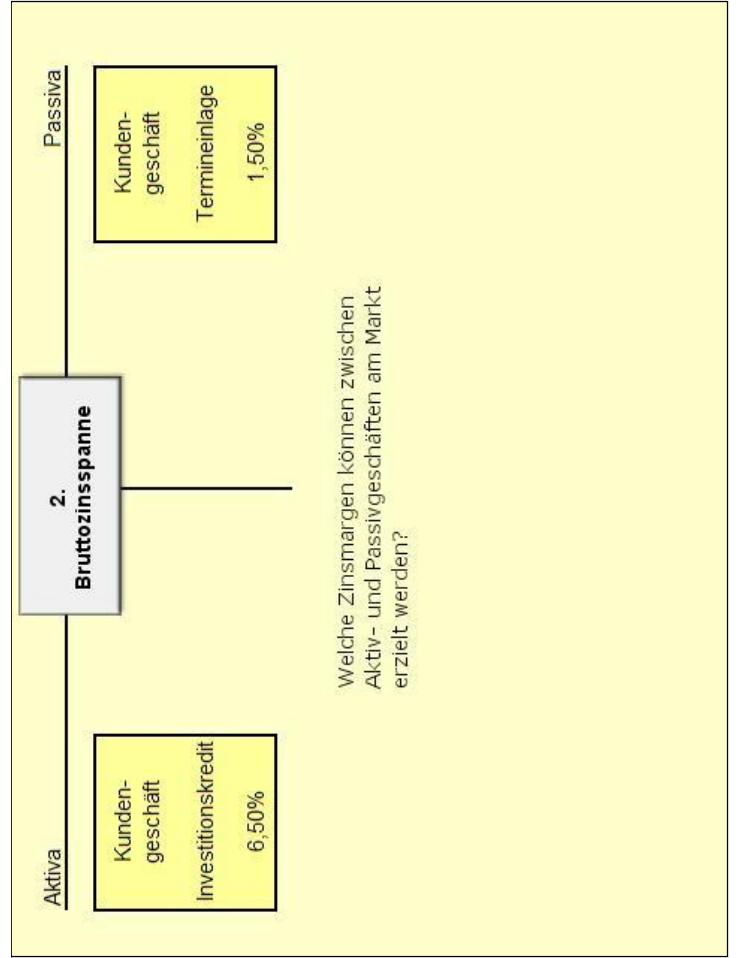 Aktiva
2.
Bruttozinsspanne
Passiva
Kunden-
geschäft
Investitionskredit
6,50%
Kunden-
geschäft
Termineinlage
1,50%
Welche Zinsmargen können zwischen
Aktiv- und Passivgeschäften am Markt
erzielt werden?